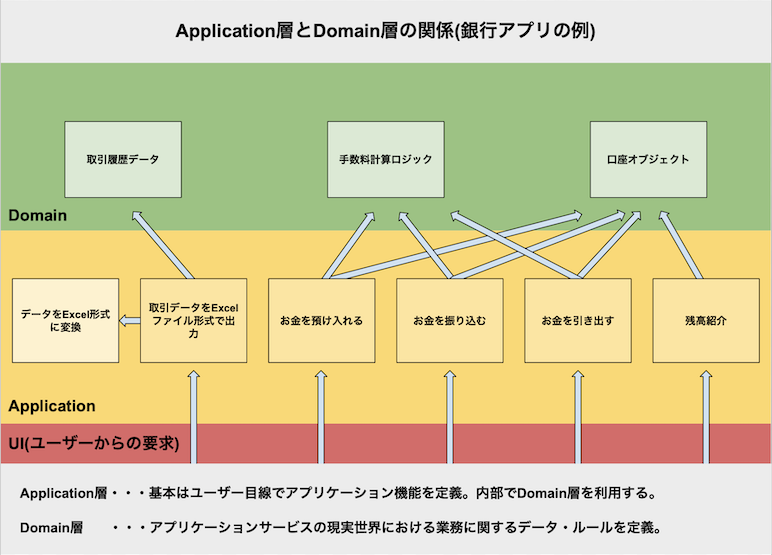 Application層とDomain層の関係(銀行アプリの例)
取引履歴データ
手数料計算ロジック
口座オブジェクト
Domain
データをExcel形式
に変換
取引データをExcel
ファイル形式で出
力
お金を預け入れる
お金を振り込む
お金を引き出す
残高紹介
Application
UI(ユーザーからの要求)
Application層・・・基本はユーザー目線でアプリケーション機能を定義。内部でDomain層を利用する。
Domain層 ・・・アプリケーションサービスの現実世界における業務に関するデータ・ルールを定義。